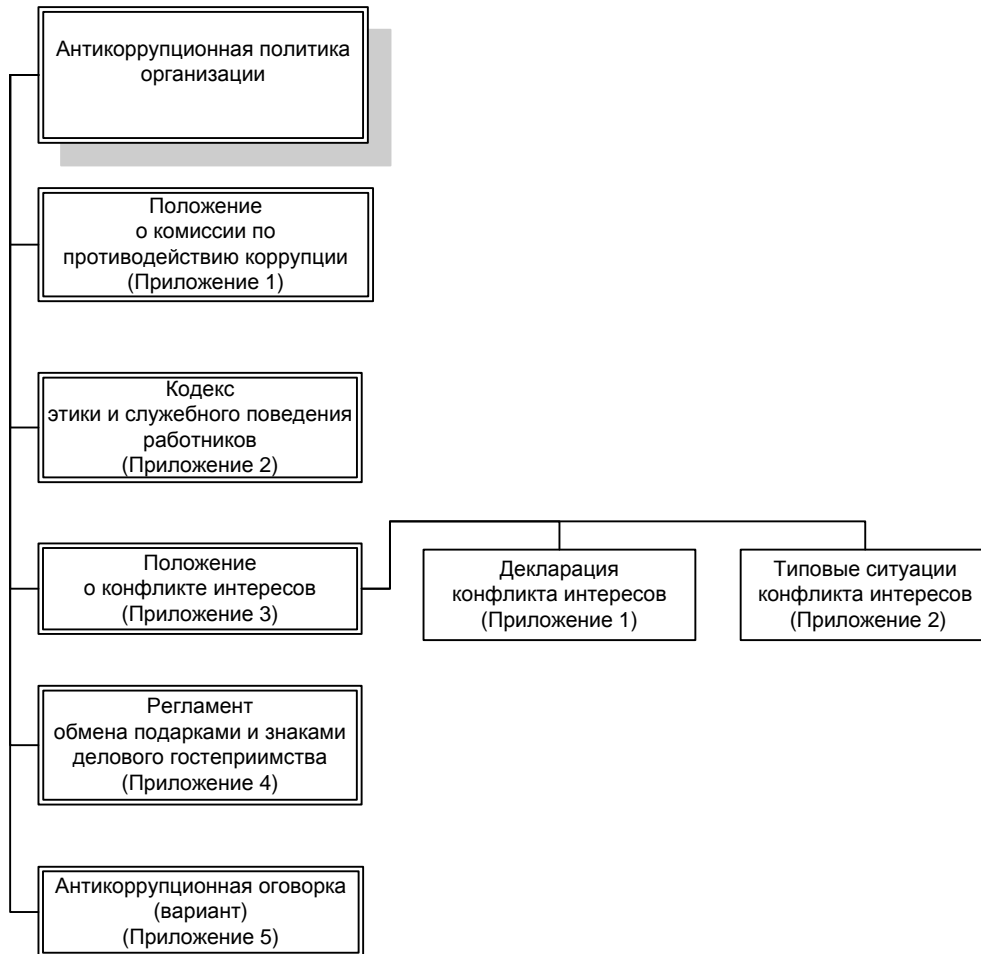 Антикоррупционная политика
организации
Положение
о комиссии по
противодействию коррупции
(Приложение 1)
Кодекс
этики и служебного поведения
работников
(Приложение 2)
Положение
о конфликте интересов
(Приложение 3)
Декларация
конфликта интересов
(Приложение 1)
Типовые ситуации
конфликта интересов
(Приложение 2)
Регламент
обмена подарками и знаками
делового гостеприимства
(Приложение 4)
Антикоррупционная оговорка
(вариант)
(Приложение 5)